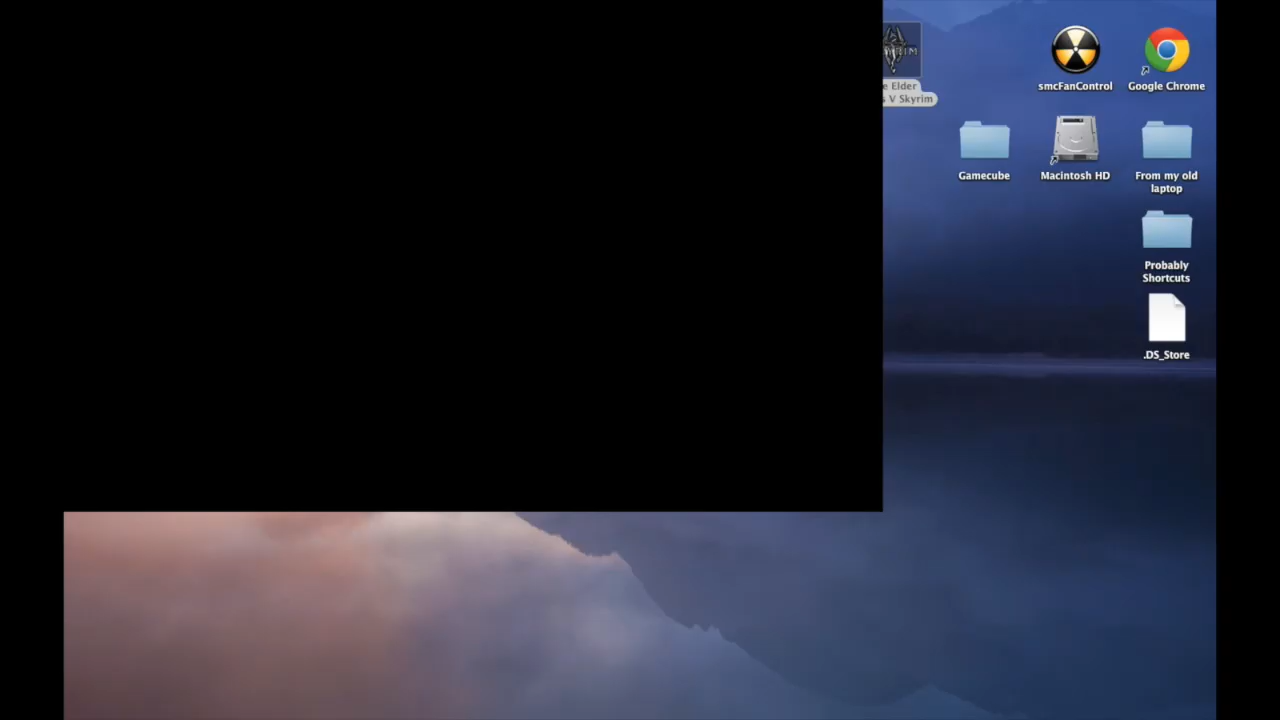 e Elder
s V Skyrim
smcFanControl
Google Chrome
Gamecube
Macintosh HD
From my old
laptop
Probably
Shortcuts
.DS_Store